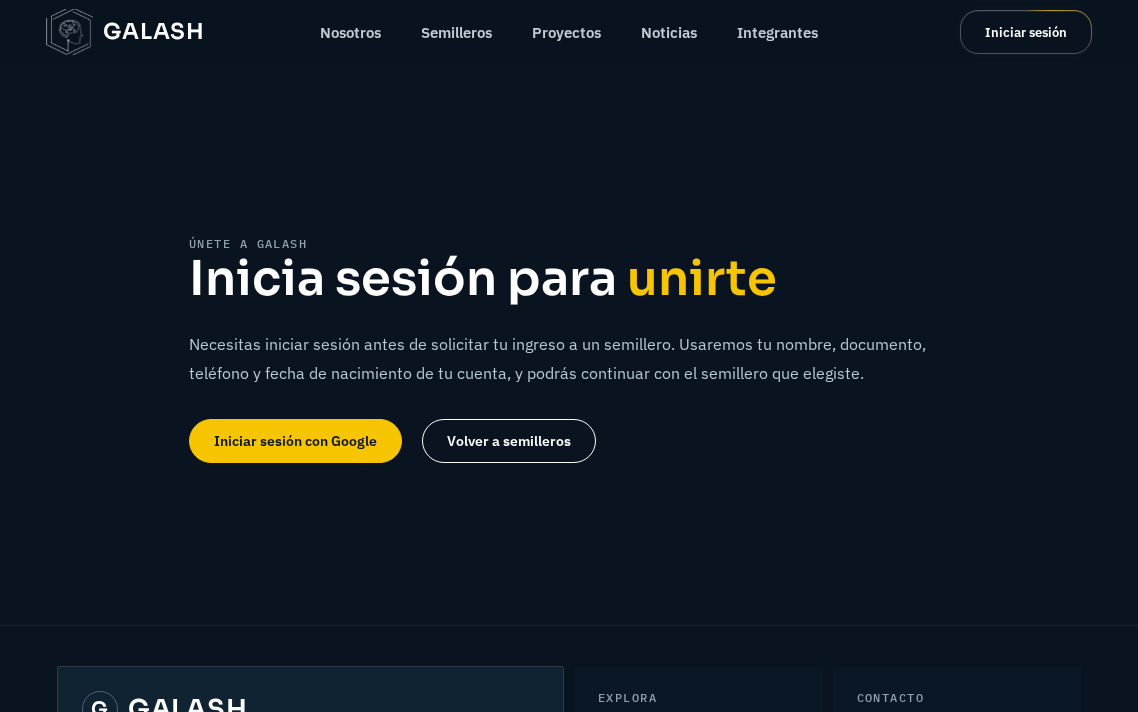 GALASH
Nosotros
Semilleros
Proyectos
Noticias
Integrantes
Iniciar sesión
ÚNETE A GALASH
Inicia sesión para unirte
Necesitas iniciar sesión antes de solicitar tu ingreso a un semillero. Usaremos tu nombre, documento,
teléfono y fecha de nacimiento de tu cuenta, y podrás continuar con el semillero que elegiste.
Iniciar sesión con Google
Volver a semilleros
G GALASH
EXPLORA
CONTACTO